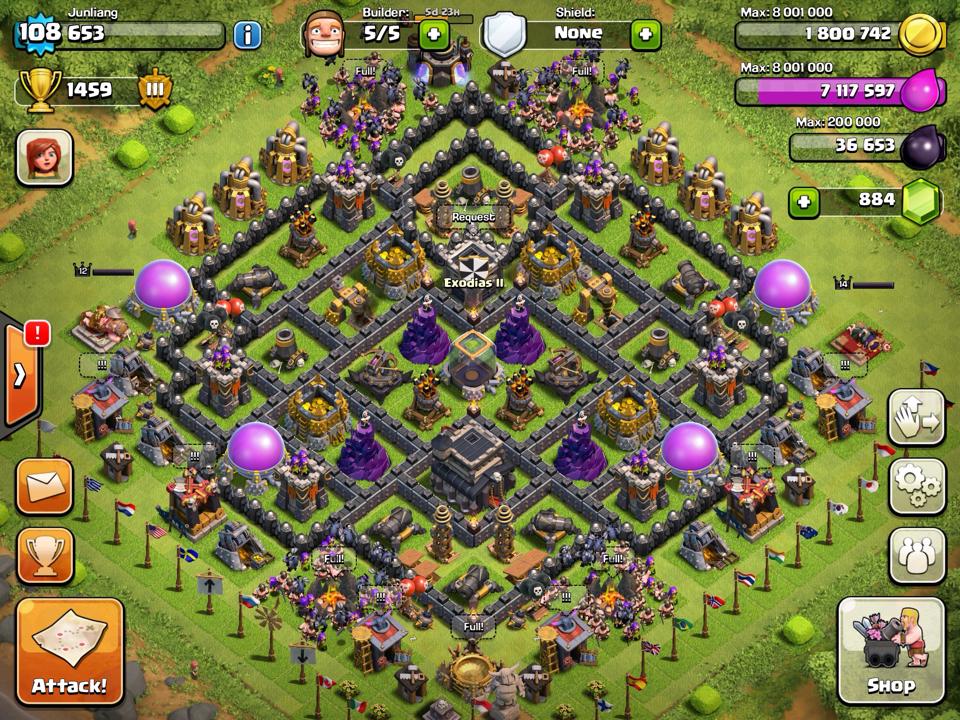 Junliang
108 653
Builder: 5d 23H
5/5
Shield:
None
Max: 8 001 000
1 800 742
Max: 8 001 000
7 117 597
Max: 200 000
36 653
884
1459
III
Full!
Full!
Request
Exodias II
12
14
!
!!!
!!!
!!!
!!!
Full!
Full!
!!!
!!!
Full!
Attack!
Shop